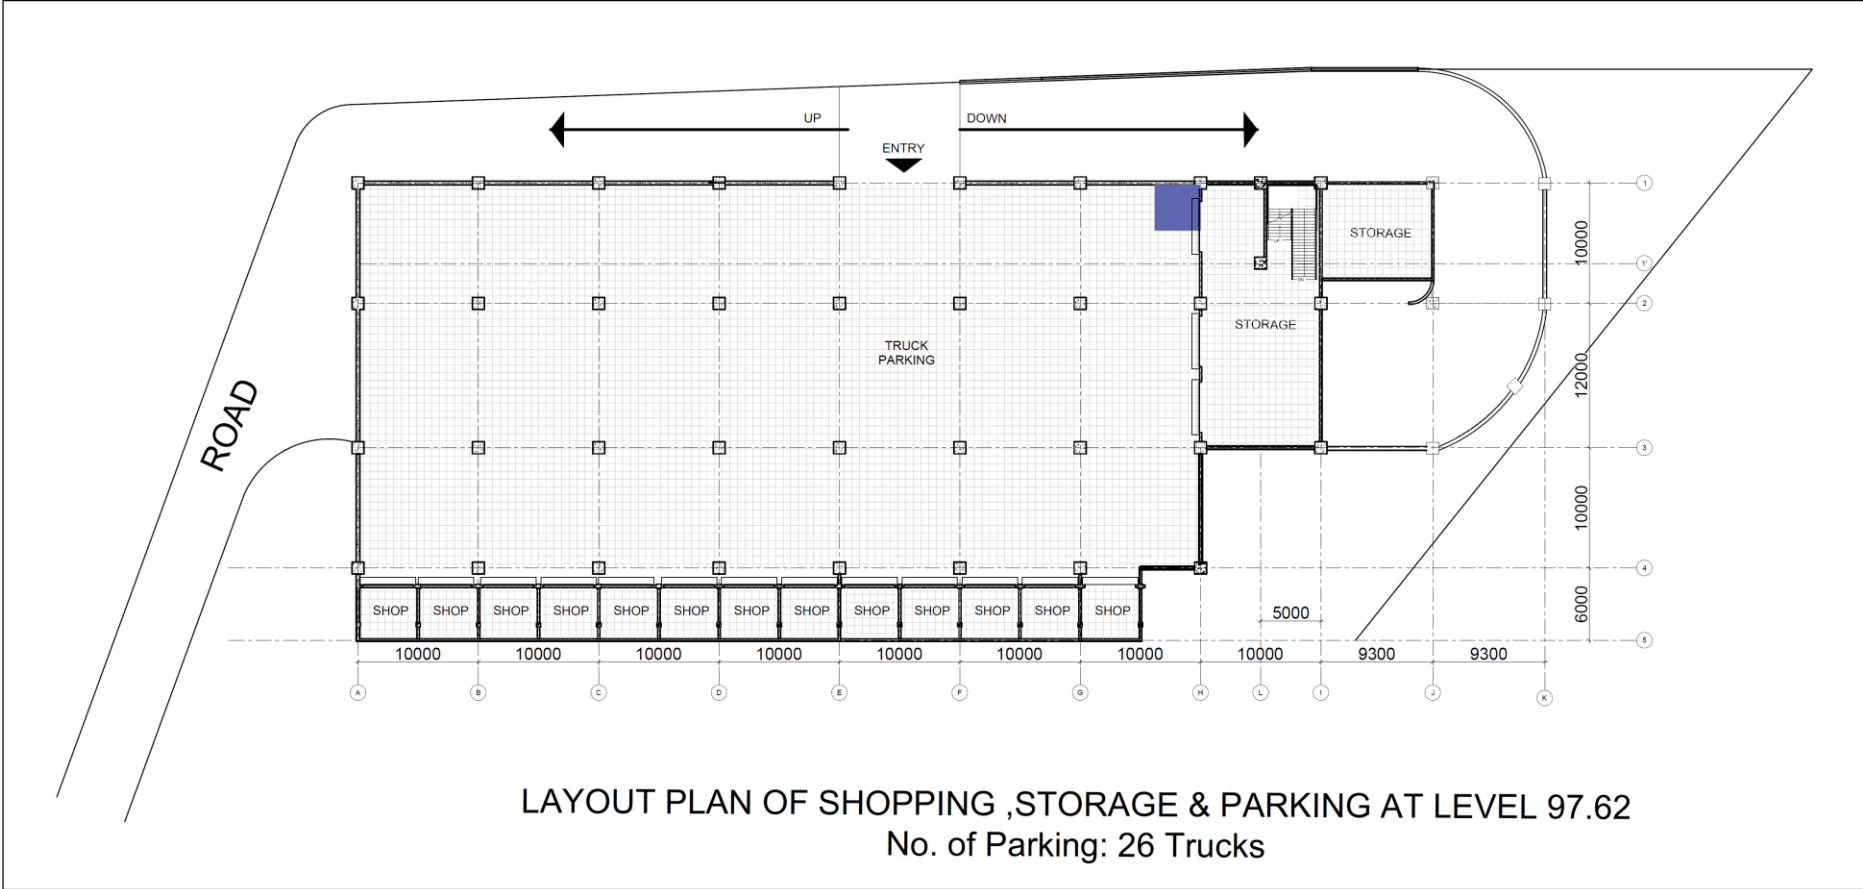 UP
DOWN
ENTRY
1
STORAGE
10000
1'
2
STORAGE
TRUCK
PARKING
12000
ROAD
3
10000
4
SHOP SHOP SHOP SHOP SHOP SHOP SHOP SHOP SHOP SHOP SHOP SHOP SHOP
5000
6000
5
10000 10000 10000 10000 10000 10000 10000 10000 9300 9300
A B C D E F G H L I J K
LAYOUT PLAN OF SHOPPING ,STORAGE & PARKING AT LEVEL 97.62
No. of Parking: 26 Trucks